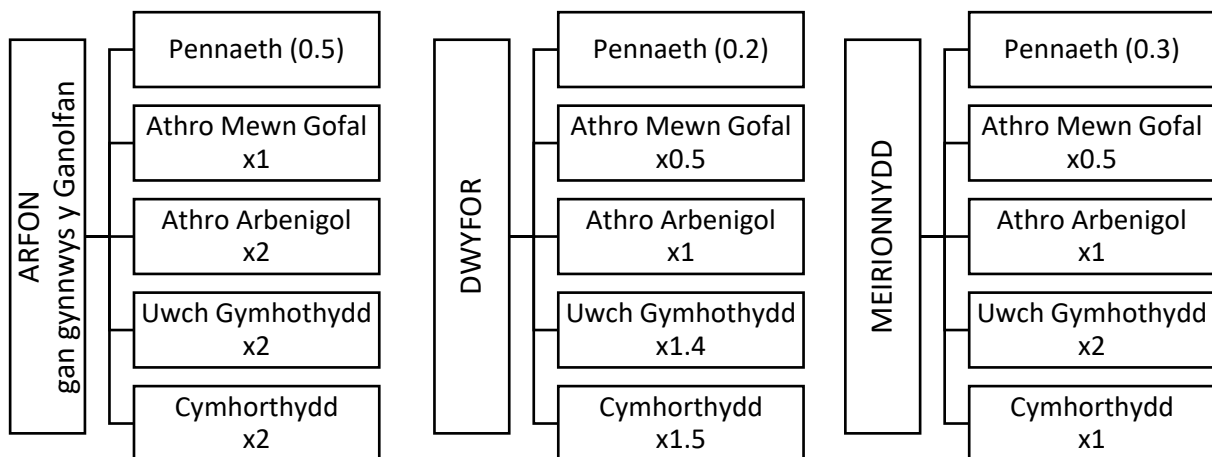 ARFON
gan gynnwys y Ganolfan
Pennaeth (0.5)
Athro Mewn Gofal
x1
Athro Arbenigol
x2
Uwch Gymhothydd
x2
Cymhorthydd
x2
DWYFOR
Pennaeth (0.2)
Athro Mewn Gofal
x0.5
Athro Arbenigol
x1
Uwch Gymhothydd
x1.4
Cymhorthydd
x1.5
MEIRIONNYDD
Pennaeth (0.3)
Athro Mewn Gofal
x0.5
Athro Arbenigol
x1
Uwch Gymhothydd
x2
Cymhorthydd
x1